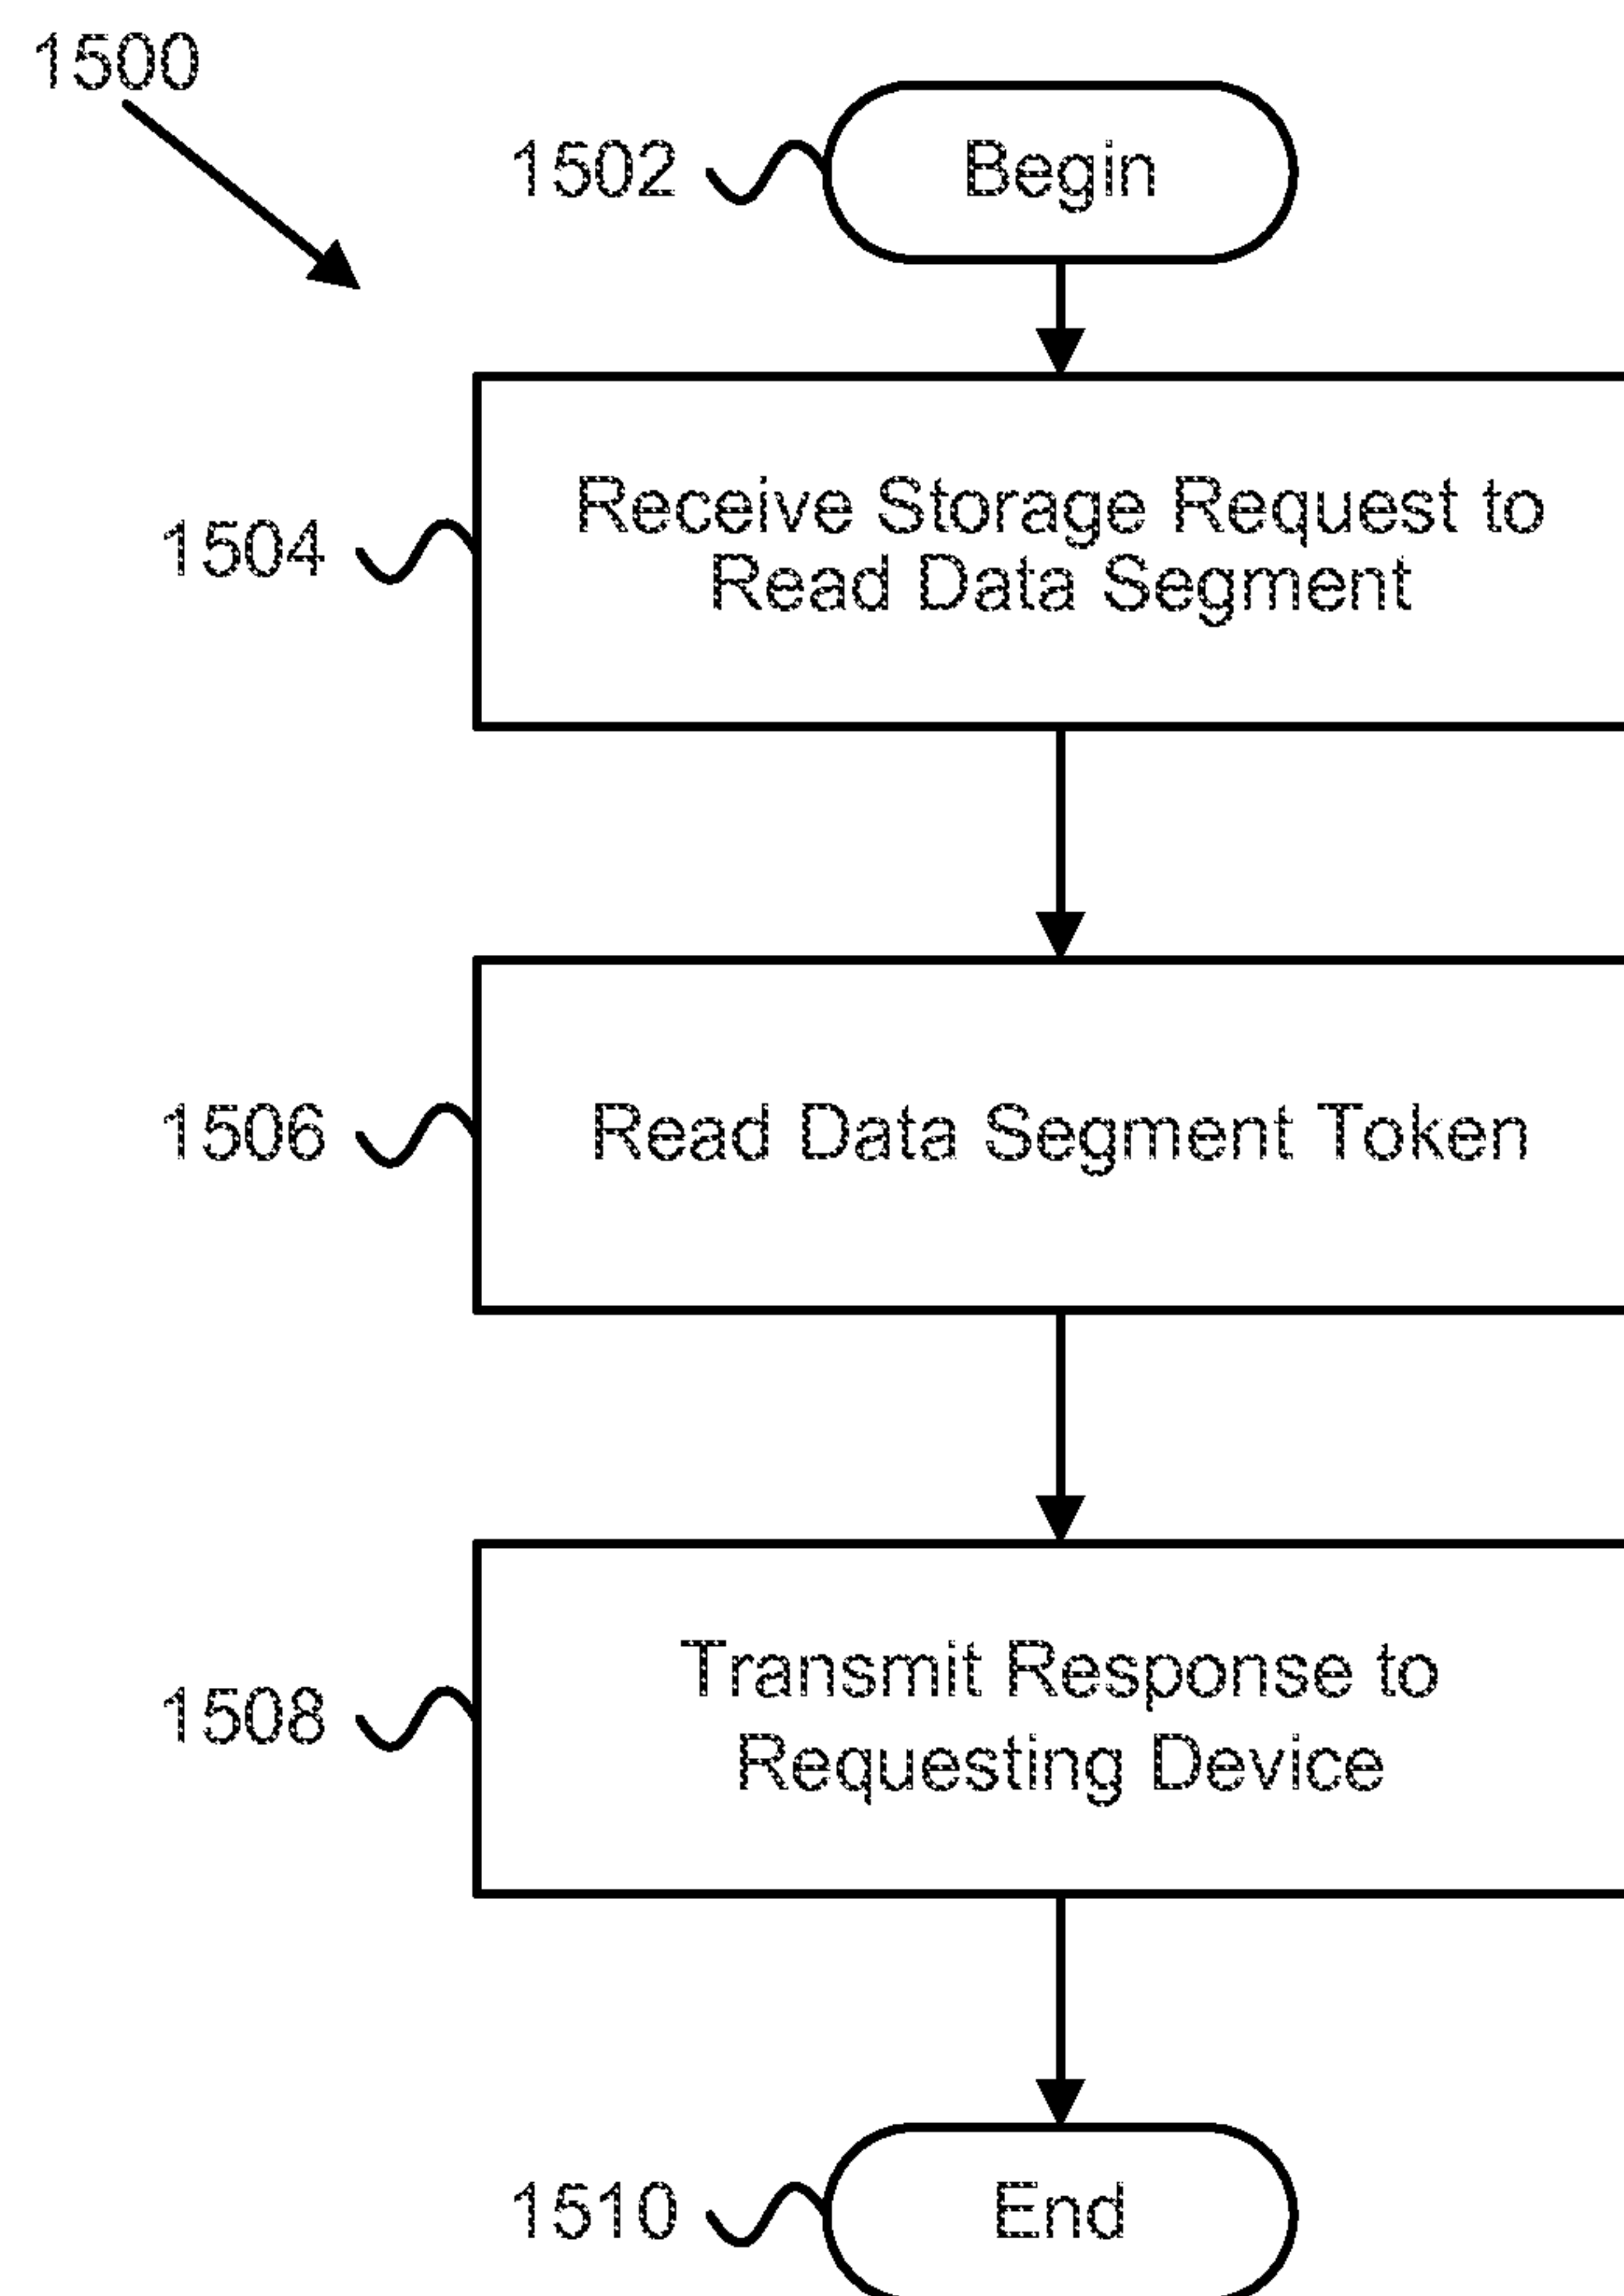 1500
1502
Begin
1504
Receive Storage Request to
Read Data Segment
1506
Read Data Segment Token
1508
Transmit Response to
Requesting Device
1510
End